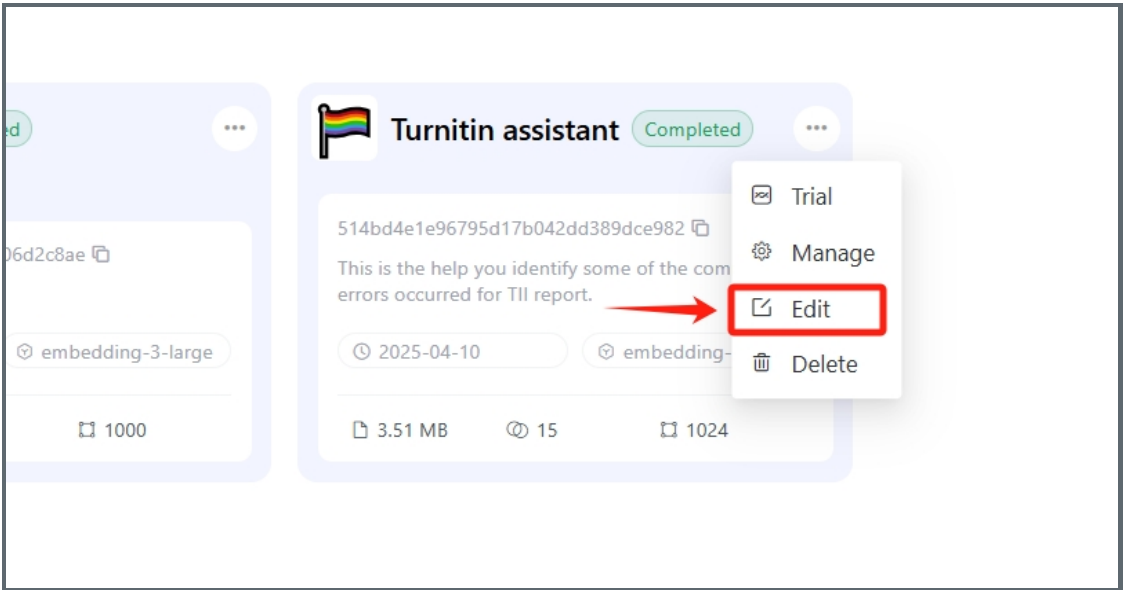 ed
Turnitin assistant
Completed
Trial
Manage
Edit
Delete
06d2c8ae
514bd4e1e96795d17b042dd389dce982
This is the help you identify some of the com
errors occurred for TII report.
embedding-3-large
2025-04-10
embedding-
1000
3.51 MB
15
1024